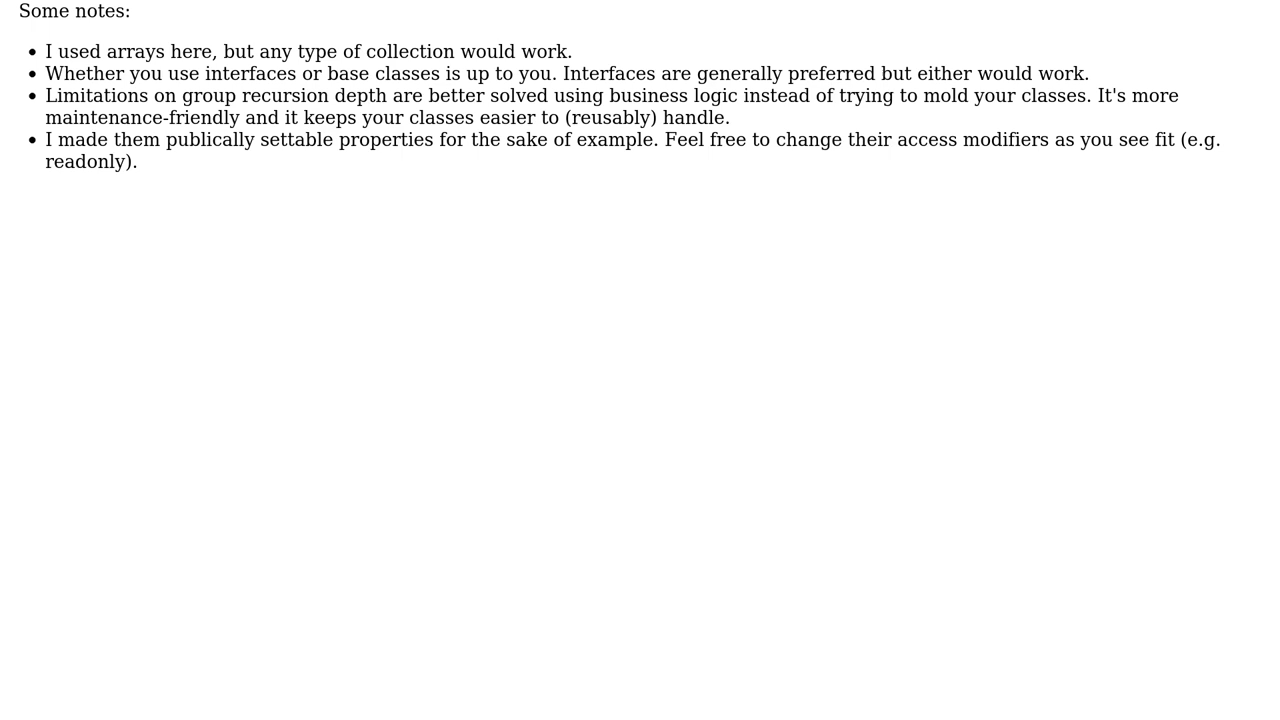 Some notes:
• I used arrays here, but any type of collection would work.
• Whether you use interfaces or base classes is up to you. Interfaces are generally preferred but either would work.
• Limitations on group recursion depth are better solved using business logic instead of trying to mold your classes. It's more
maintenance-friendly and it keeps your classes easier to (reusably) handle.
• I made them publically settable properties for the sake of example. Feel free to change their access modifiers as you see fit (e.g.
readonly).